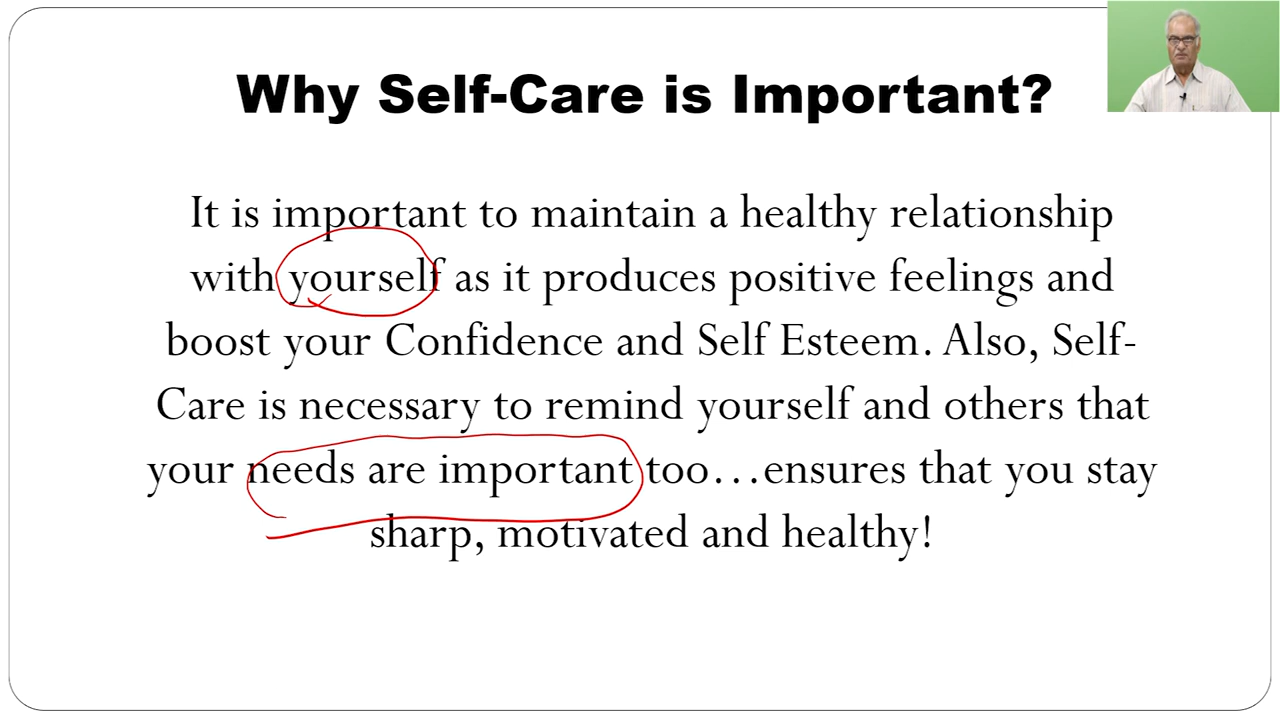 Why Self-Care is Important?
It is important to maintain a healthy relationship
with yourself as it produces positive feelings and
boost your Confidence and Self Esteem. Also, Self-
Care is necessary to remind yourself and others that
your needs are important too...ensures that you stay
sharp, motivated and healthy!